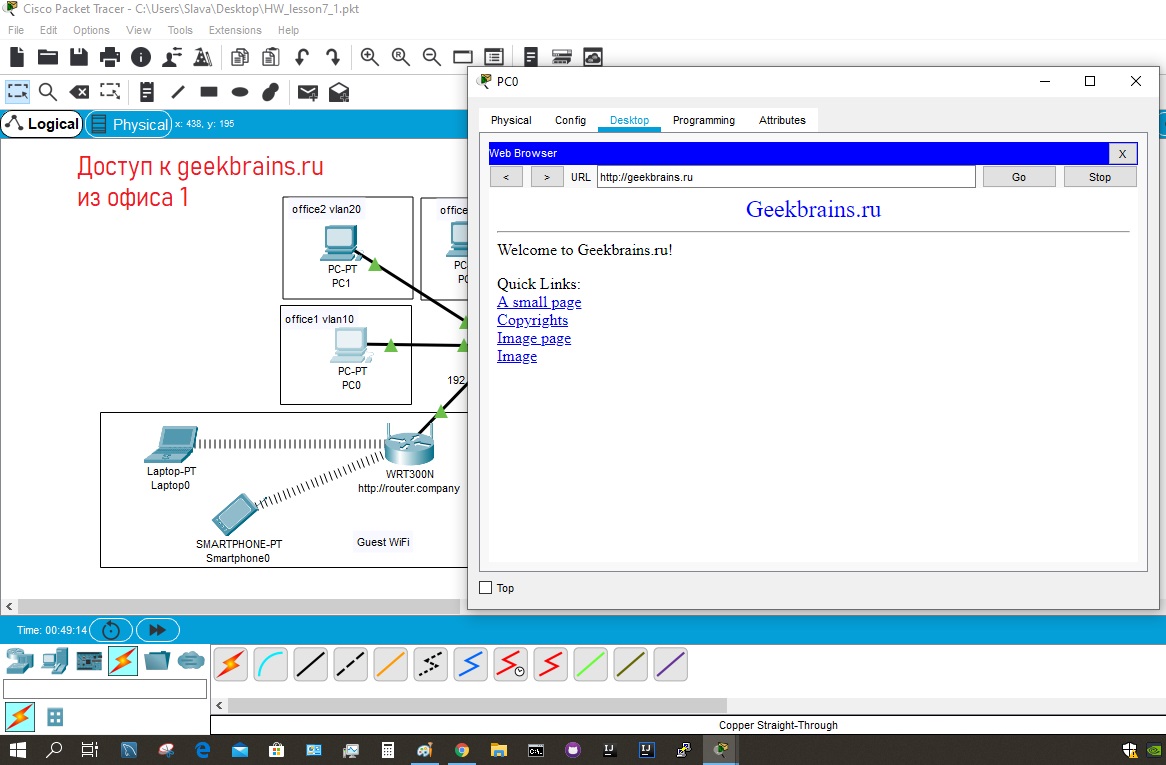 Cisco Packet Tracer - C:\Users\Slava\Desktop\HW_lesson7_1.pkt
File Edit Options View Tools Extensions Help
Logical
Physical
x: 438, y: 195
Доступ к geekbrains.ru
из офиса 1
office2 vlan20
PC-PT
PC1
office
PC
PC
office1 vlan10
PC-PT
PC0
192
Laptop-PT
Laptop0
WRT300N
http://router.company
SMARTPHONE-PT
Smartphone0
Guest WiFi
PC0
Physical Config Desktop Programming Attributes
Web Browser
X
< > URL http://geekbrains.ru Go Stop
Geekbrains.ru
Welcome to Geekbrains.ru!
Quick Links:
A small page
Copyrights
Image page
Image
Top
Time: 00:49:14
Copper Straight-Through